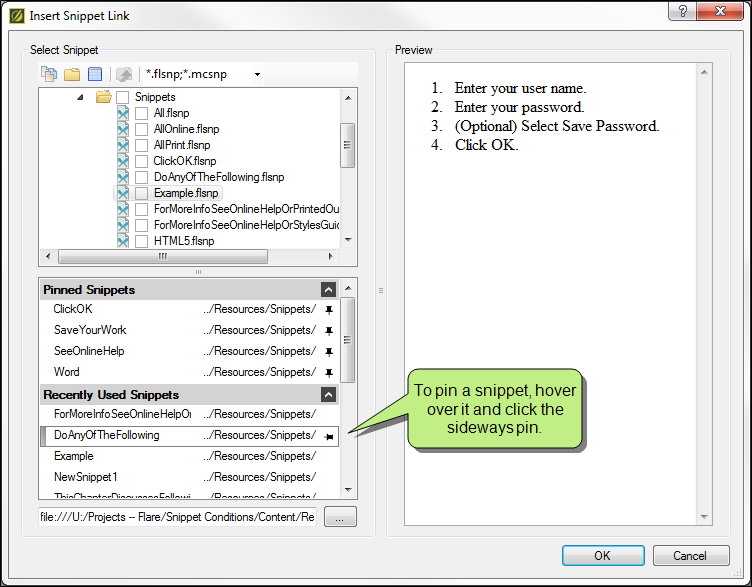 Insert Snippet Link
?
Select Snippet
*.flsnp;*.mcsnp
Snippets
All.flsnp
AllOnline.flsnp
AllPrint.flsnp
ClickOK.flsnp
DoAnyOfTheFollowing.flsnp
Example.flsnp
ForMoreInfoSeeOnlineHelpOrPrintedOu
ForMoreInfoSeeOnlineHelpOrStylesGuid
HTML5.flsnp
Pinned Snippets
ClickOK ../Resources/Snippets/
SaveYourWork ../Resources/Snippets/
SeeOnlineHelp ../Resources/Snippets/
Word ../Resources/Snippets/
Recently Used Snippets
ForMoreInfoSeeOnlineHelpOr ../Resources/Snippets/
DoAnyOfTheFollowing ../Resources/Snippets/
Example ../Resources/Snippets/
NewSnippet1 ../Resources/Snippets/
ThisChapterDiscussesFollowi ../Resources/Snippets/
file:///U:/Projects -- Flare/Snippet Conditions/Content/Re
...
Preview
1. Enter your user name.
2. Enter your password.
3. (Optional) Select Save Password.
4. Click OK.
To pin a snippet, hover
over it and click the
sideways pin.
OK
Cancel